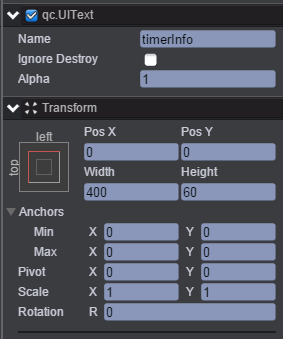 qc.UIText
Name timerInfo
Ignore Destroy
Alpha 1
Transform
left
top
Pos X Pos Y
0 0
Width Height
400 60
Anchors
Min X 0 Y 0
Max X 0 Y 0
Pivot X 0 Y 0
Scale X 1 Y 1
Rotation R 0